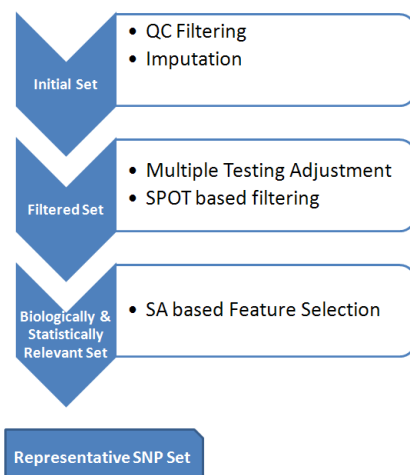 • QC Filtering
• Imputation
Initial Set
• Multiple Testing Adjustment
• SPOT based filtering
Filtered Set
• SA based Feature Selection
Biologically &
Statistically
Relevant Set
Representative SNP Set